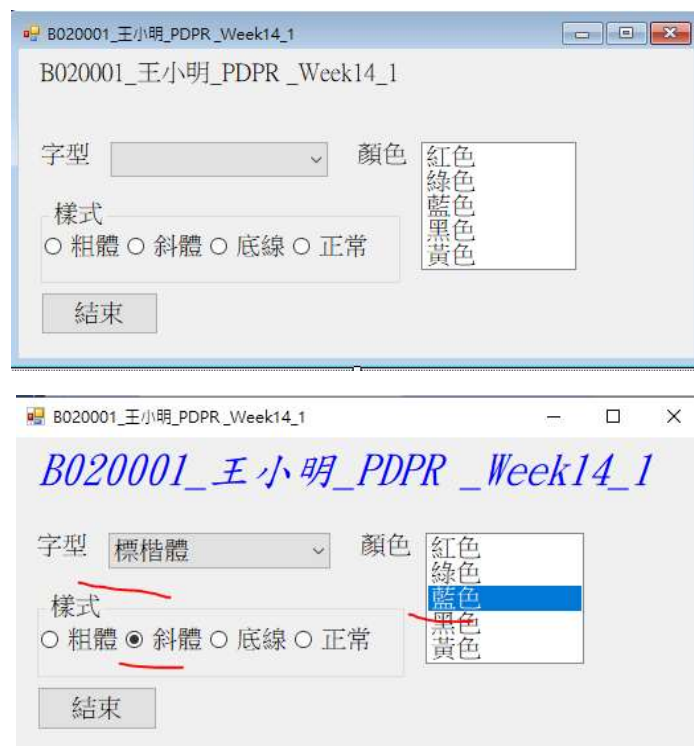 B020001_王小明_PDPR _Week14_1
B020001_王小明_PDPR _Week14_1
字型 顏色 紅色
綠色
藍色
黑色
黃色
樣式
粗體 斜體 底線 正常
結束
B020001_王小明_PDPR _Week14_1
B020001_王小明_PDPR _Week14_1
字型 標楷體 顏色 紅色
綠色
藍色
黑色
黃色
樣式
粗體 斜體 底線 正常
結束